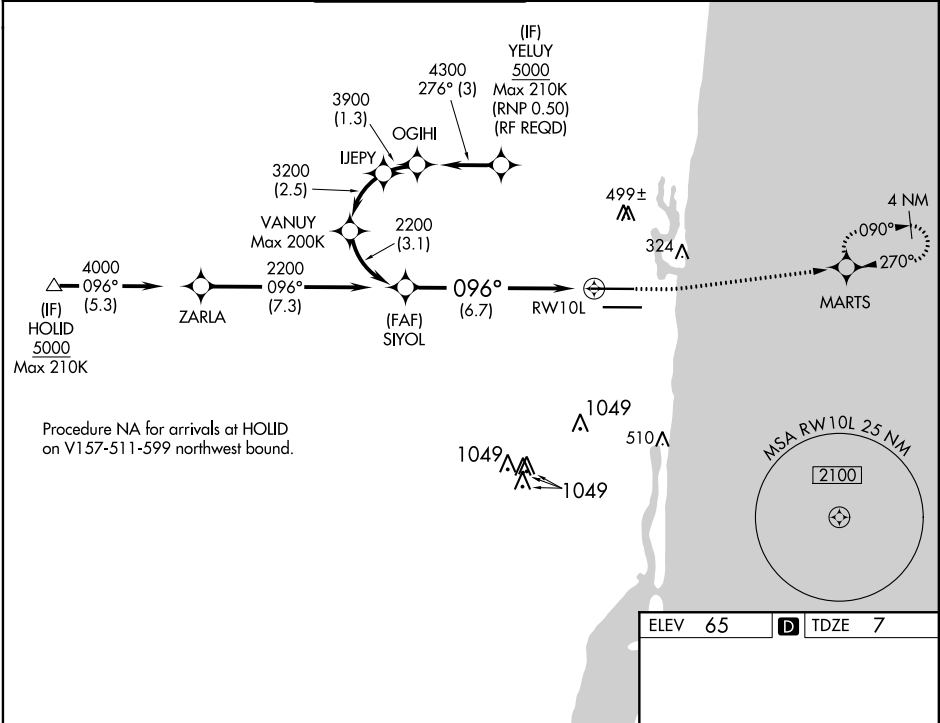 (IF)
YELUY
5000
Max 210K
(RNP 0.50)
(RF REQD)
4300
276° (3)
3900
(1.3)
OGIHI
IJEPY
3200
(2.5)
VANUY
Max 200K
2200
(3.1)
499±
324
4 NM
090°
270°
MARTS
4000
096°
(5.3)
2200
096°
(7.3)
096°
(6.7)
RW10L
(IF)
HOLID
5000
Max 210K
ZARLA
(FAF)
SIYOL
Procedure NA for arrivals at HOLID
on V157-511-599 northwest bound.
1049
510
1049
1049
MSA RW10L 25 NM
2100
ELEV 65 D TDZE 7